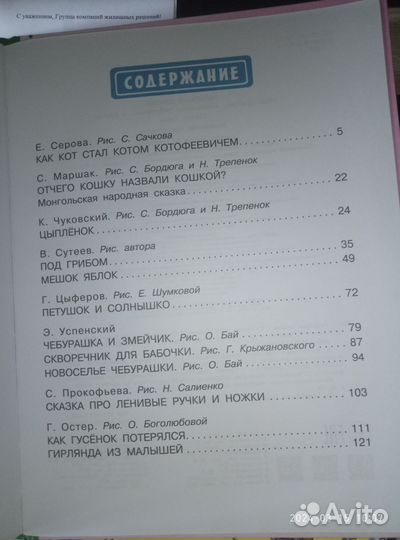 С уважением, Группа компаний жилищных решений!
СОДЕРЖАНИЕ
Е. Серова. Рис. С. Сачкова
КАК КОТ СТАЛ КОТОМ КОТОФЕЕВИЧЕМ 5
С. Маршак. Рис. С. Бордюга и Н. Трепенок
ОТЧЕГО КОШКУ НАЗВАЛИ КОШКОЙ?
Монгольская народная сказка 22
К. Чуковский. Рис. С. Бордюга и Н. Трепенок
ЦЫПЛЁНОК 24
В. Сутеев. Рис. автора
ПОД ГРИБОМ 35
МЕШОК ЯБЛОК 49
Г. Цыферов. Рис. Е. Шумковой
ПЕТУШОК И СОЛНЫШКО 72
Э. Успенский
ЧЕБУРАШКА И ЗМЕЙЧИК. Рис. О. Бай 79
СКВОРЕЧНИК ДЛЯ БАБОЧКИ. Рис. Г. Крыжановского 87
НОВОСЕЛЬЕ ЧЕБУРАШКИ. Рис. О. Бай 94
С. Прокофьева. Рис. Н. Салиенко
СКАЗКА ПРО ЛЕНИВЫЕ РУЧКИ И НОЖКИ 103
Г. Остер. Рис. О. Боголюбовой
КАК ГУСЁНОК ПОТЕРЯЛСЯ 111
ГИРЛЯНДА ИЗ МАЛЫШЕЙ 121
Avito